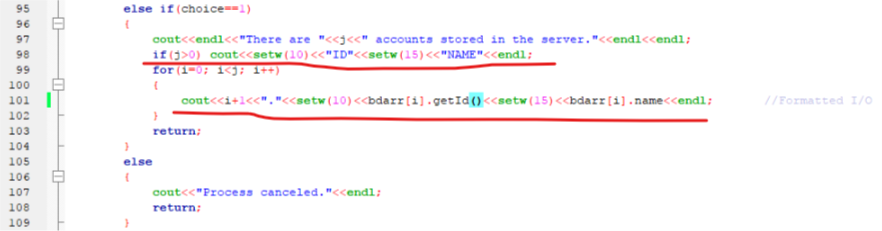 95 else if(choice==1)
96 {
97 cout<<endl<<"There are "<<j<<" accounts stored in the server."<<endl<<endl;
98 if(j>0) cout<<setw(10)<<"ID"<<setw(15)<<"NAME"<<endl;
99 for(i=0; i<j; i++)
100 {
101 cout<<i+1<<"."<<setw(10)<<bdarr[i].getId()<<setw(15)<<bdarr[i].name<<endl; //Formatted I/O
102 }
103 return;
104 }
105 else
106 {
107 cout<<"Process canceled."<<endl;
108 return;
109 }